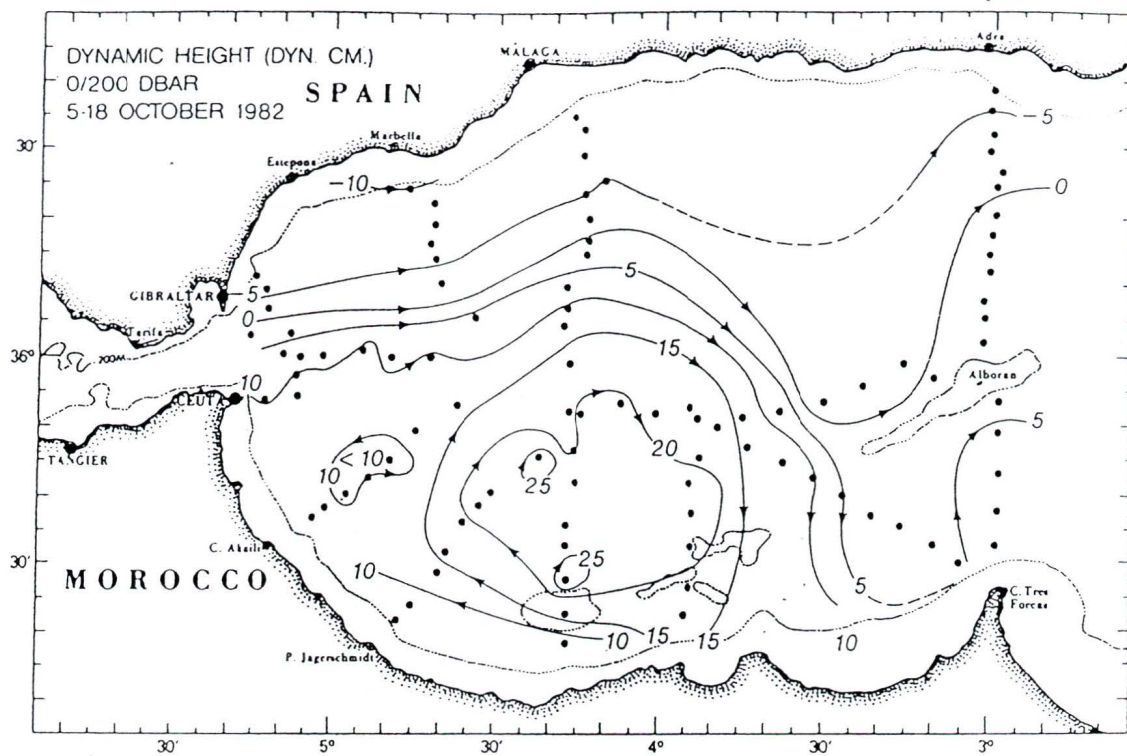 DYNAMIC HEIGHT (DYN. CM.)
0/200 DBAR
5-18 OCTOBER 1982
SPAIN
MÁLAGA
Adra
30'
Marbella
Estepona
-10
-5
0
GIBRALTAR
-5
0
5
Tarifa
200M
36°
10
15
Alboran
CEUTA
TANGIER
<10
10
25
20
5
C. Akaili
30'
MOROCCO
25
10
5
C. Tres
Forcas
10
15
15
10
P. Jagerschmidt
30'
5°
30'
4°
30
3°